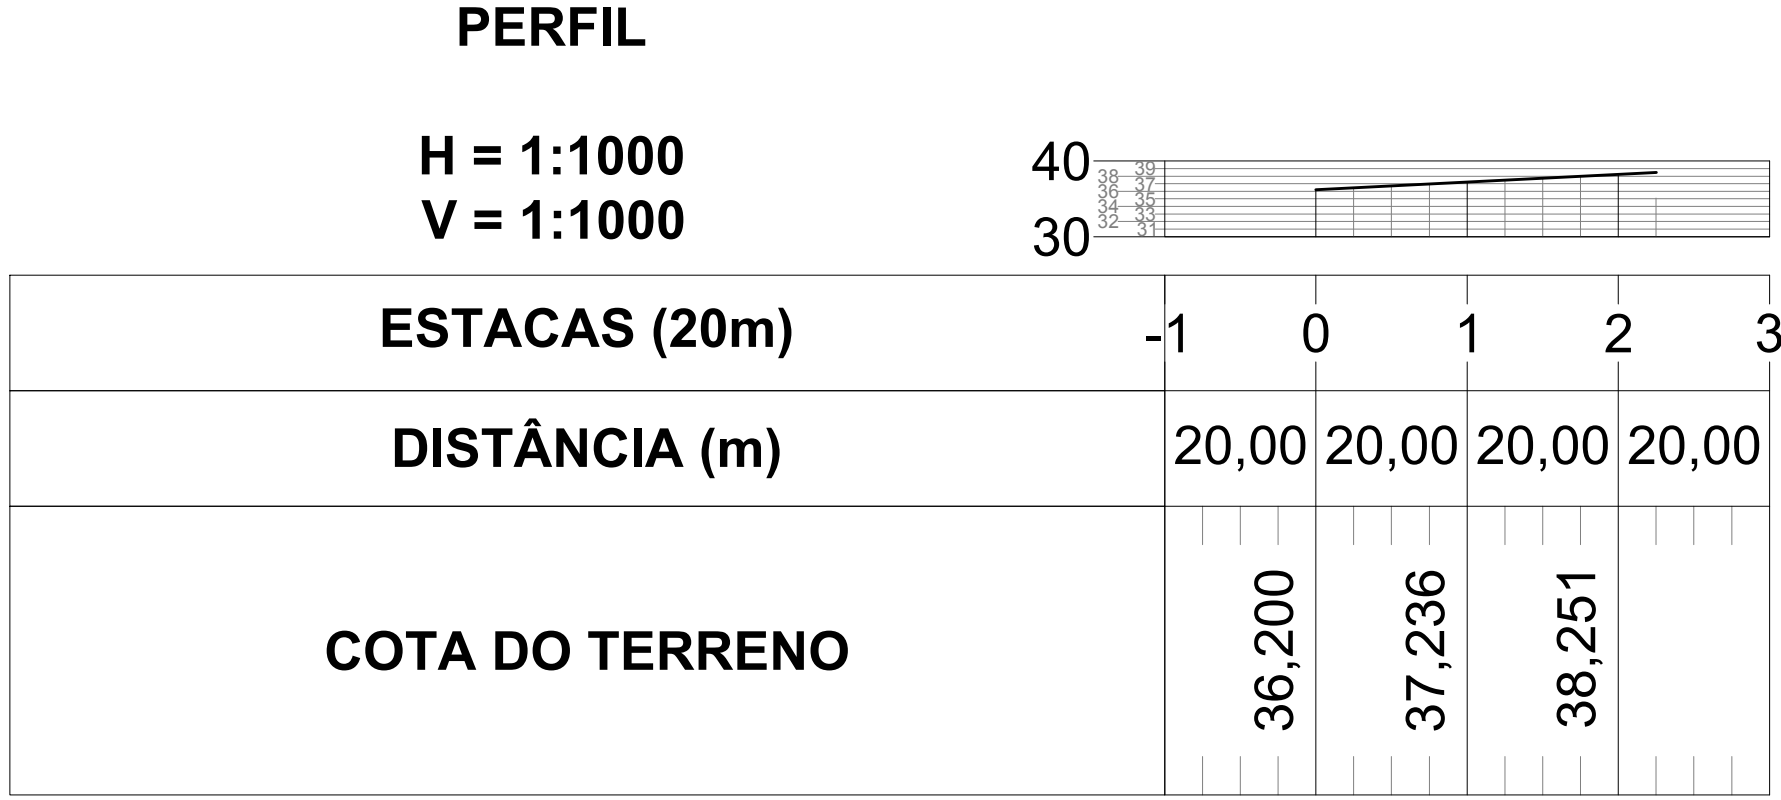 PERFIL
H = 1:1000
V = 1:1000
40
39
38
37
36
35
34
33
32
31
30
ESTACAS (20m) -1 0 1 2 3
DISTÂNCIA (m) 20,00 20,00 20,00 20,00
COTA DO TERRENO 36,200 37,236 38,251